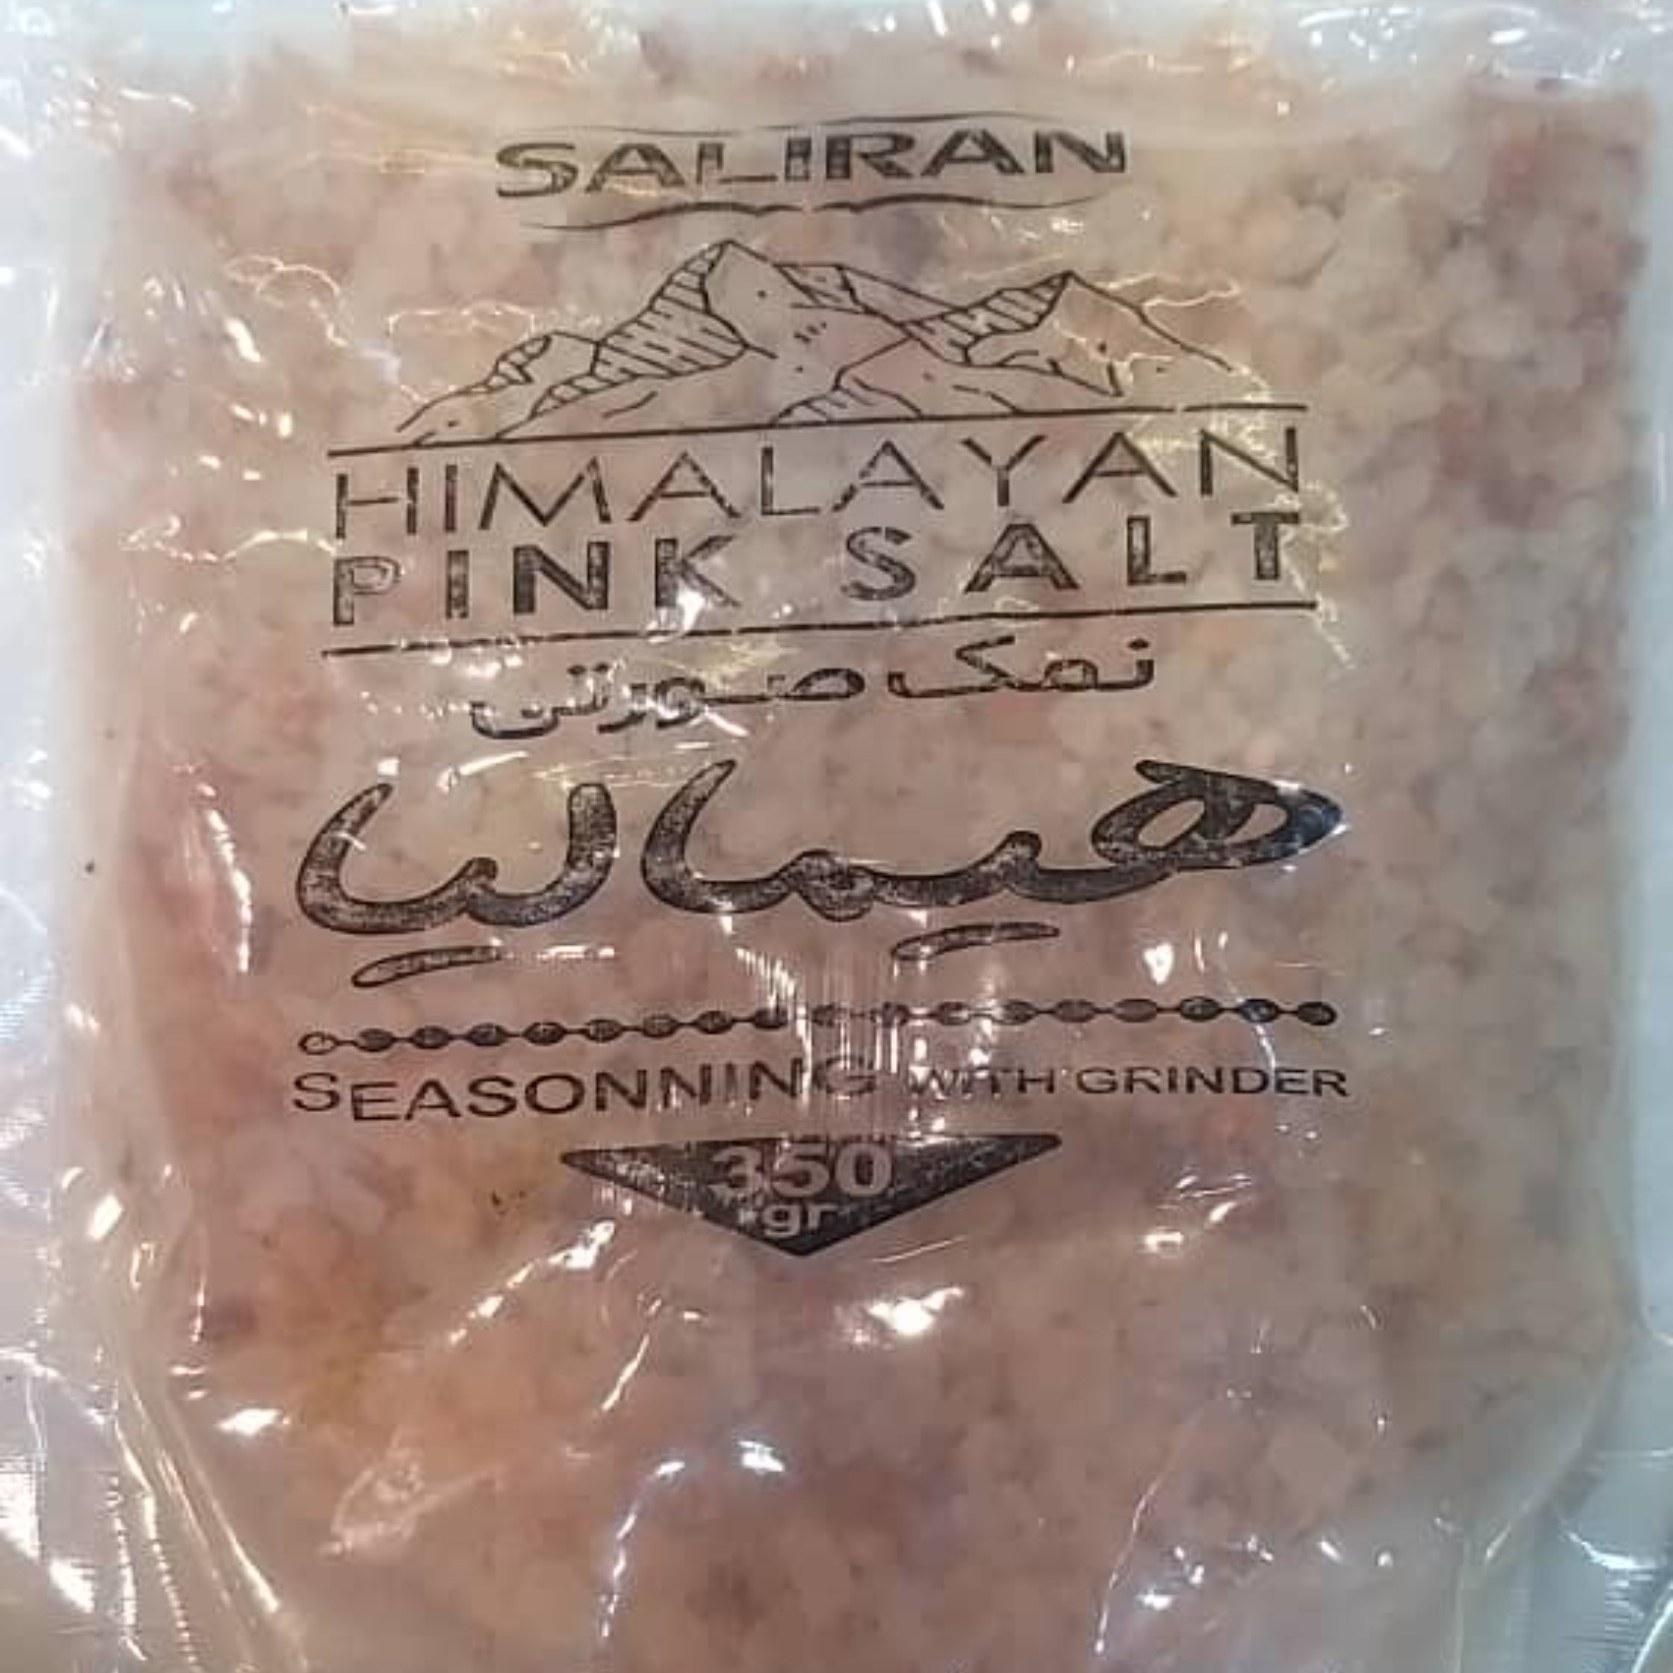 SALIRAN
HIMALAYAN
PINK SALT
نمک صورتی
هیمالیا
SEASONNING WITH GRINDER
350
gr